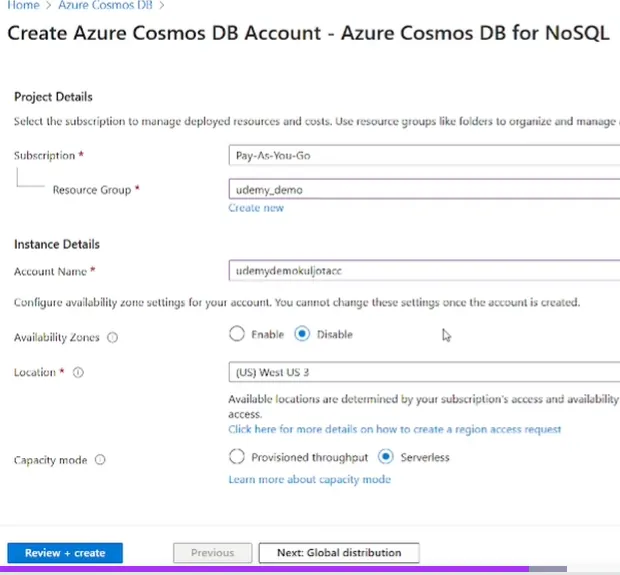 Home > Azure Cosmos DB >
Create Azure Cosmos DB Account - Azure Cosmos DB for NoSQL
Project Details
Select the subscription to manage deployed resources and costs. Use resource groups like folders to organize and manage
Subscription *
Pay-As-You-Go
Resource Group *
udemy_demo
Create new
Instance Details
Account Name *
udemydemokuljotacc
Configure availability zone settings for your account. You cannot change these settings once the account is created.
Availability Zones
Enable Disable
Location *
(US) West US 3
Available locations are determined by your subscription's access and availability
access.
Click here for more details on how to create a region access request
Capacity mode
Provisioned throughput Serverless
Learn more about capacity mode
Review + create Previous Next: Global distribution